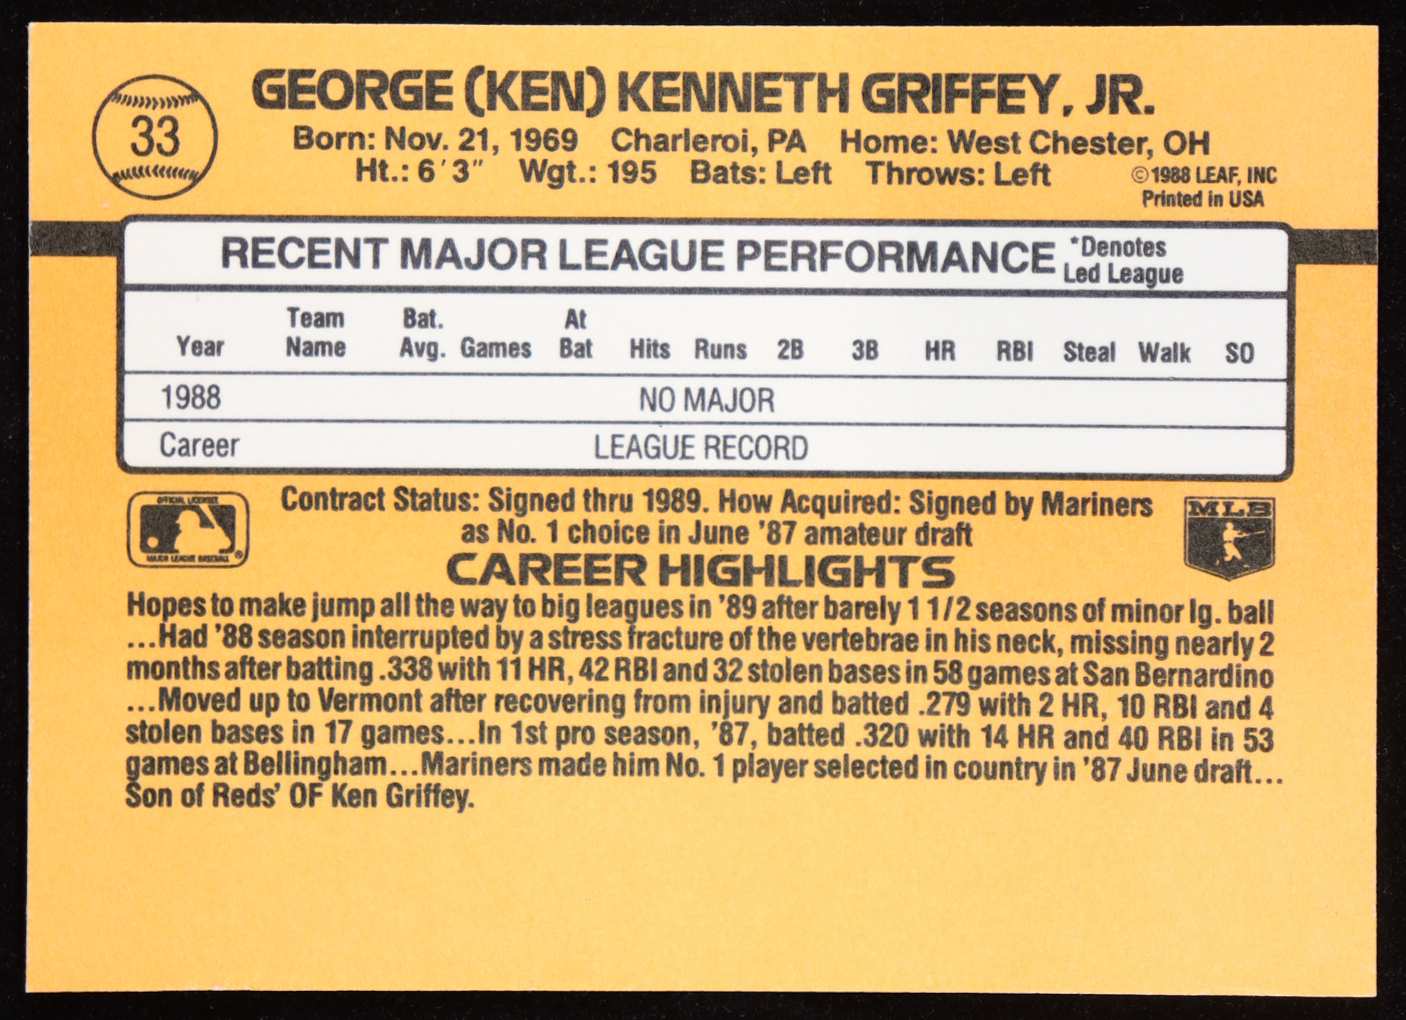 33
GEORGE (KEN) KENNETH GRIFFEY, JR.
Born: Nov. 21, 1969 Charleroi, PA Home: West Chester, OH
Ht.: 6'3" Wgt.: 195 Bats: Left Throws: Left ©1988 LEAF, INC
Printed in USA
RECENT MAJOR LEAGUE PERFORMANCE *Denotes
Led League
Year Team Name Bat. Avg. Games At Bat Hits Runs 2B 3B HR RBI Steal Walk SO
1988 NO MAJOR
Career LEAGUE RECORD
OFFICIAL LICENSEE
MAJOR LEAGUE BASEBALL ®
Contract Status: Signed thru 1989. How Acquired: Signed by Mariners
as No. 1 choice in June '87 amateur draft
MLB
CAREER HIGHLIGHTS
Hopes to make jump all the way to big leagues in '89 after barely 1 1/2 seasons of minor lg. ball
...Had '88 season interrupted by a stress fracture of the vertebrae in his neck, missing nearly 2
months after batting .338 with 11 HR, 42 RBI and 32 stolen bases in 58 games at San Bernardino
...Moved up to Vermont after recovering from injury and batted .279 with 2 HR, 10 RBI and 4
stolen bases in 17 games...In 1st pro season, '87, batted .320 with 14 HR and 40 RBI in 53
games at Bellingham...Mariners made him No. 1 player selected in country in '87 June draft...
Son of Reds' OF Ken Griffey.